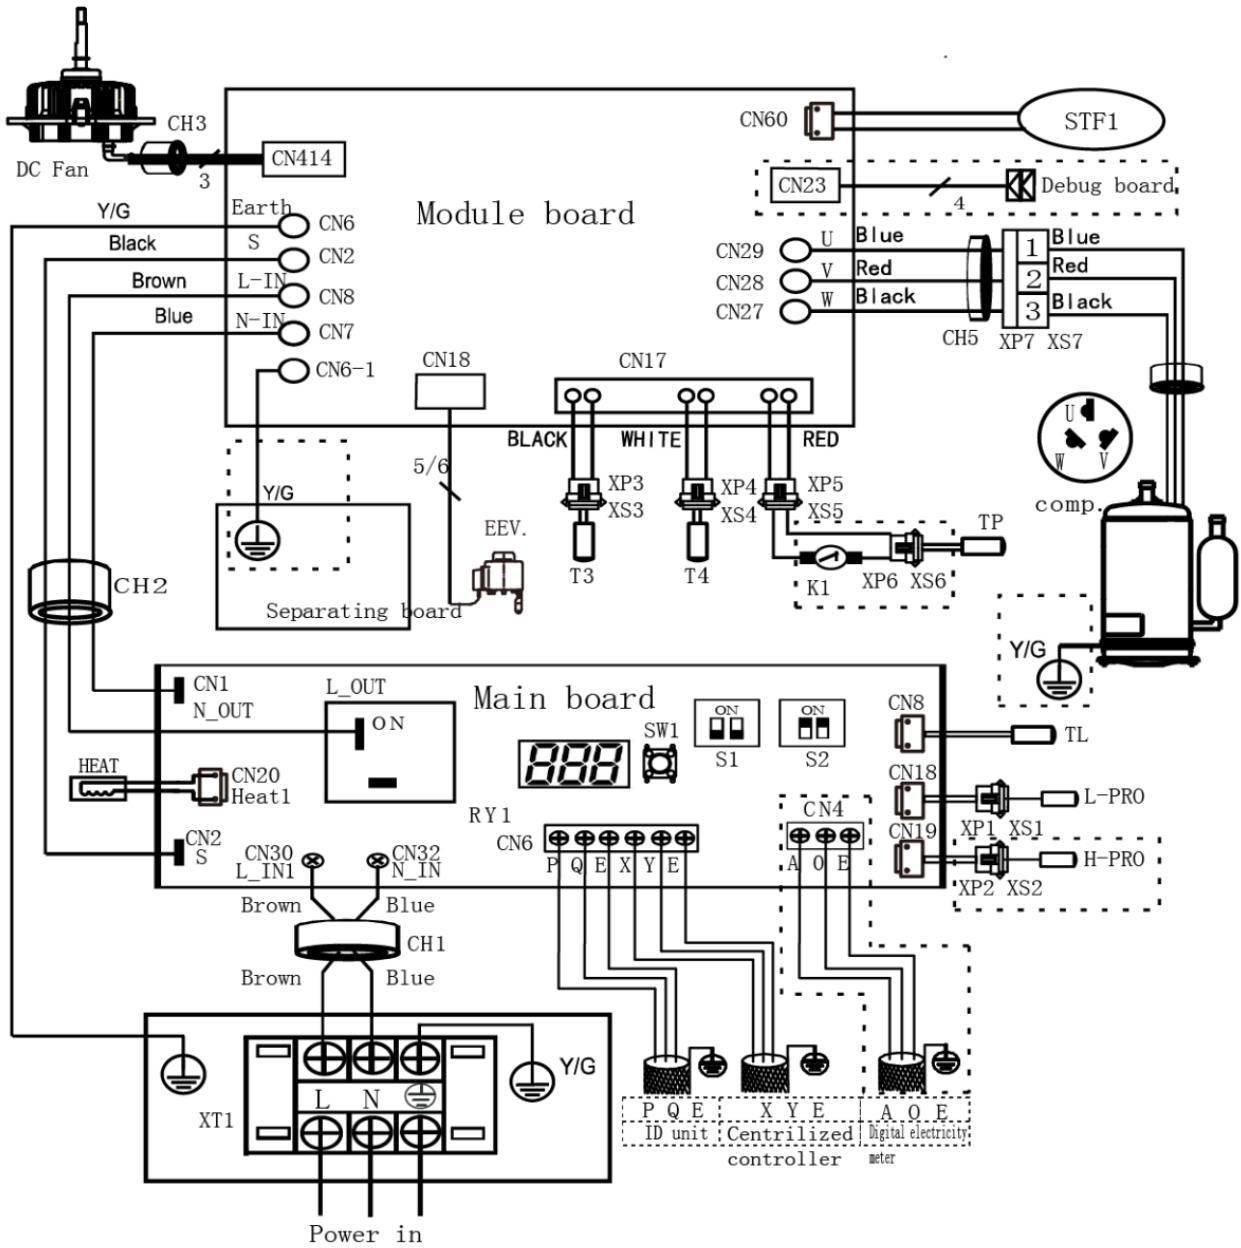 DC Fan
CH3
3
CN414
CN60
STF1
CN23
4
Debug board
Module board
Y/G
Earth
CN6
Black
S
CN2
Brown
L-IN
CN8
Blue
N-IN
CN7
CN6-1
CN29
U
Blue
CN28
V
Red
CN27
W
Black
1
2
3
Blue
Red
Black
CH5
XP7
XS7
CN18
CN17
BLACK
WHITE
RED
5/6
XP3
XS3
XP4
XS4
XP5
XS5
T3
T4
K1
XP6
XS6
TP
EEV.
Y/G
Separating board
U
W
V
comp.
Y/G
CH2
CN1
N_OUT
L_OUT
ON
Main board
SW1
ON
S1
ON
S2
CN8
TL
HEAT
CN20
Heat1
888
RY1
CN18
L-PRO
XP1
XS1
CN19
H-PRO
XP2
XS2
CN2
S
CN30
L_IN1
CN32
N_IN
CN6
P Q E X Y E
CN4
A O E
Brown
Blue
CH1
Brown
Blue
Y/G
XT1
L
N
Power in
P Q E
X Y E
A O E
ID unit
Centrilized
controller
Digital electricity
meter